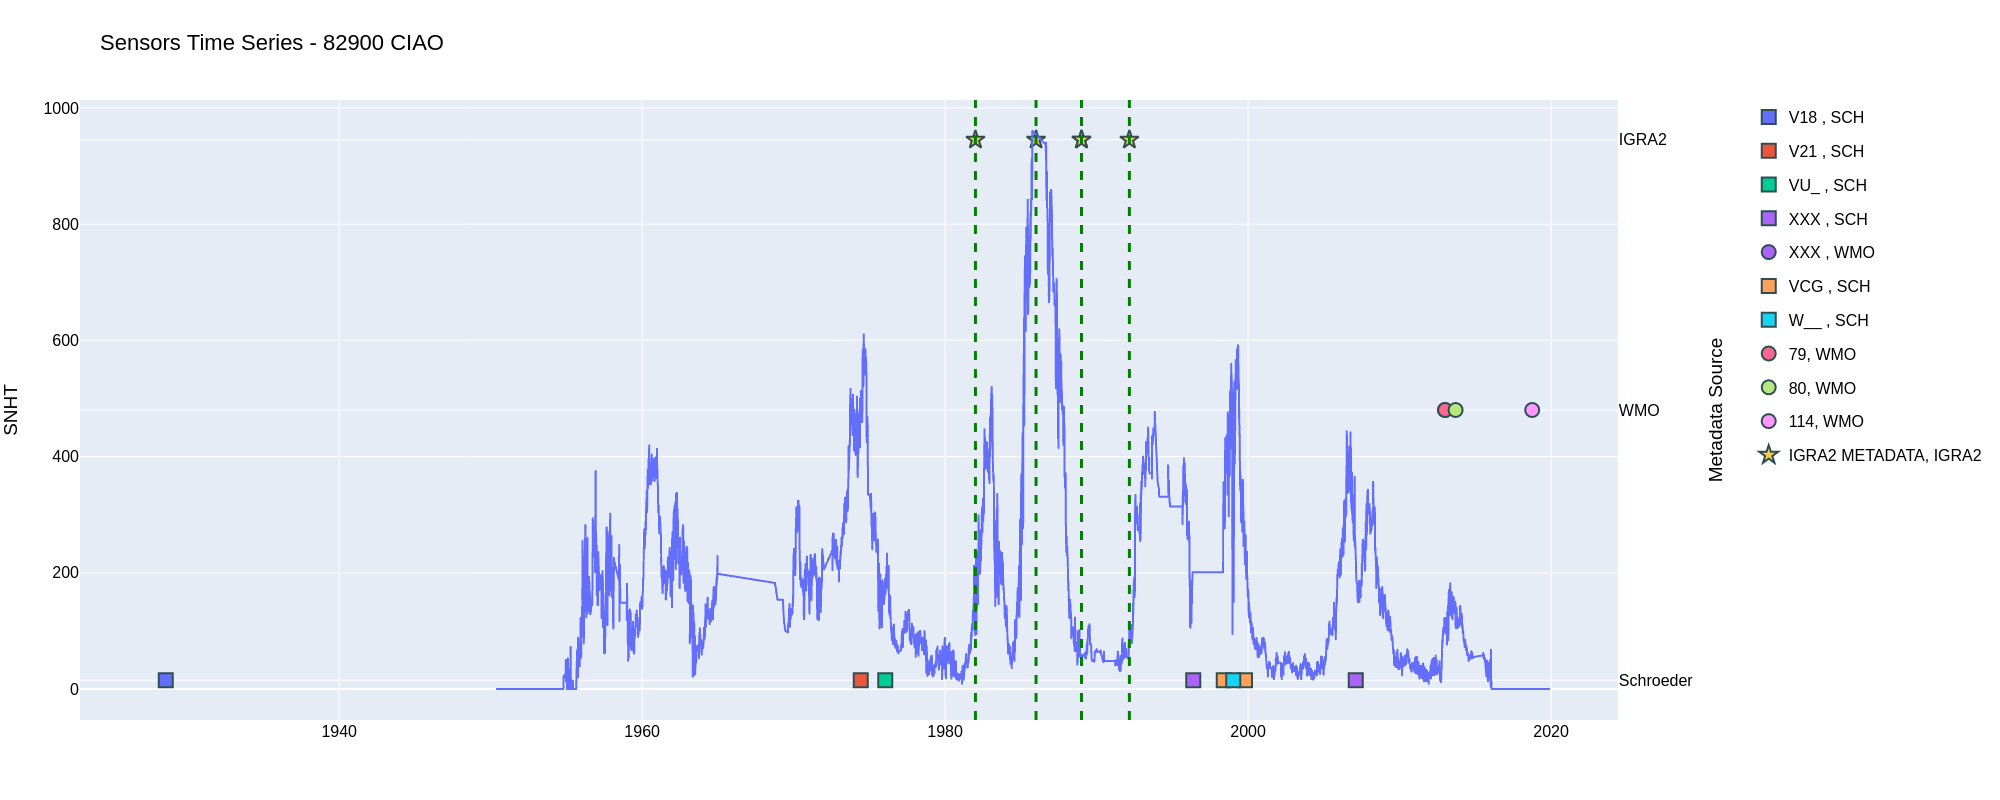 Sensors Time Series - 82900 CIAO
SNHT
1000
800
600
400
200
0
1940
1960
1980
2000
2020
IGRA2
WMO
Schroeder
Metadata Source
V18 , SCH
V21 , SCH
VU_ , SCH
XXX , SCH
XXX , WMO
VCG , SCH
W__ , SCH
79, WMO
80, WMO
114, WMO
IGRA2 METADATA, IGRA2